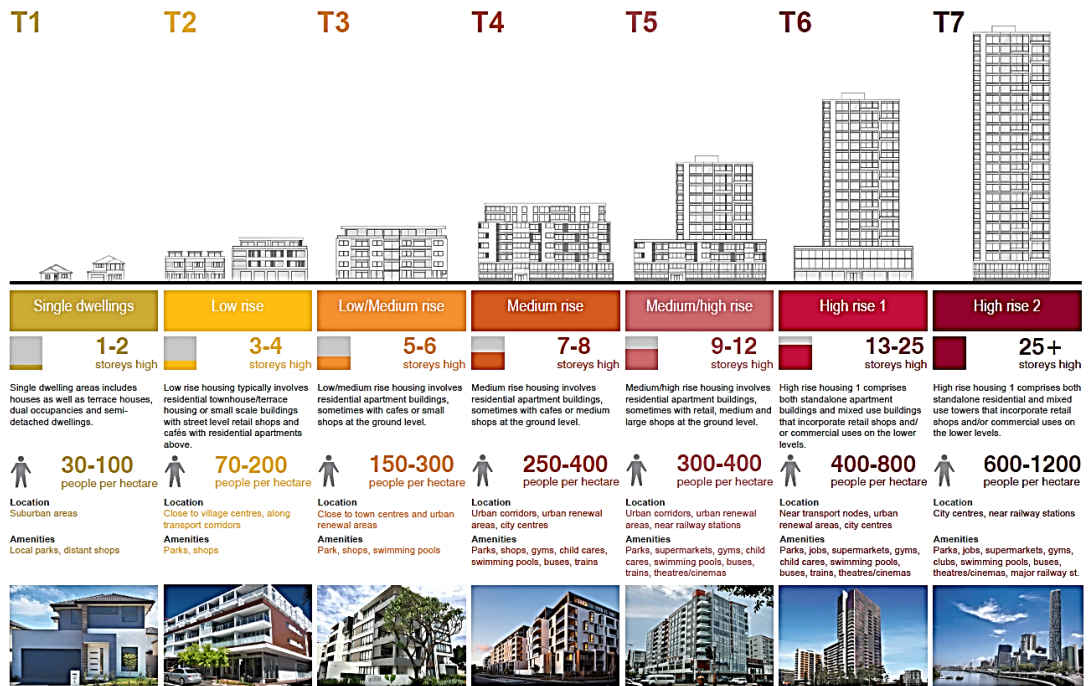 T1
T2
T3
T4
T5
T6
T7
Single dwellings
Low rise
Low/Medium rise
Medium rise
Medium/high rise
High rise 1
High rise 2
1-2
storeys high
3-4
storeys high
5-6
storeys high
7-8
storeys high
9-12
storeys high
13-25
storeys high
25+
storeys high
Single dwelling areas includes
houses as well as terrace houses,
dual occupancies and semi-
detached dwellings.
Low rise housing typically involves
residential townhouse/terrace
housing or small scale buildings
with street level retail shops and
cafés with residential apartments
above.
Low/medium rise housing involves
residential apartment buildings,
sometimes with cafes or small
shops at the ground level.
Medium rise housing involves
residential apartment buildings,
sometimes with cafes or medium
shops at the ground level.
Medium/high rise housing involves
residential apartment buildings,
sometimes with retail, medium and
large shops at the ground level.
High rise housing 1 comprises
both standalone apartment
buildings and mixed use buildings
that incorporate retail shops and/
or commercial uses on the lower
levels.
High rise housing 1 comprises both
standalone residential and mixed
use towers that incorporate retail
shops and/or commercial uses on
the lower levels.
30-100
people per hectare
70-200
people per hectare
150-300
people per hectare
250-400
people per hectare
300-400
people per hectare
400-800
people per hectare
600-1200
people per hectare
Location
Suburban areas
Location
Close to village centres, along
transport corridors
Location
Close to town centres and urban
renewal areas
Location
Urban corridors, urban renewal
areas, city centres
Location
Urban corridors, urban renewal
areas, near railway stations
Location
Near transport nodes, urban
renewal areas, city centres
Location
City centres, near railway stations
Amenities
Local parks, distant shops
Amenities
Parks, shops
Amenities
Park, shops, swimming pools
Amenities
Parks, shops, gyms, child cares,
swimming pools, buses, trains
Amenities
Parks, supermarkets, gyms, child
cares, swimming pools, buses,
trains, theatres/cinemas
Amenities
Parks, jobs, supermarkets, gyms,
child cares, swimming pools,
buses, trains, theatres/cinemas
Amenities
Parks, jobs, supermarkets, gyms,
clubs, swimming pools, buses,
theatres/cinemas, major railway st.